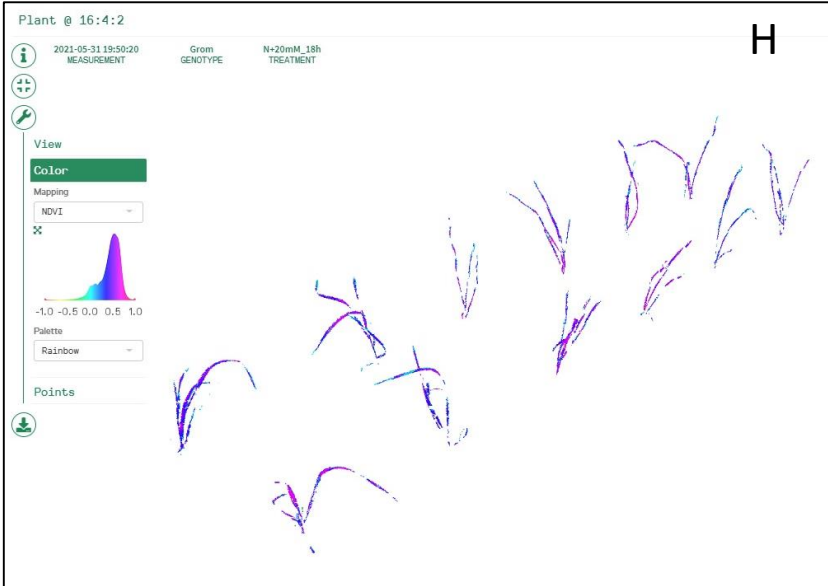 Plant @ 16:4:2
H
2021-05-31 19:50:20 Grom N+20mM_18h
MEASUREMENT GENOTYPE TREATMENT
View
Color
Mapping
NDVI
-1.0 -0.5 0.0 0.5 1.0
Palette
Rainbow
Points